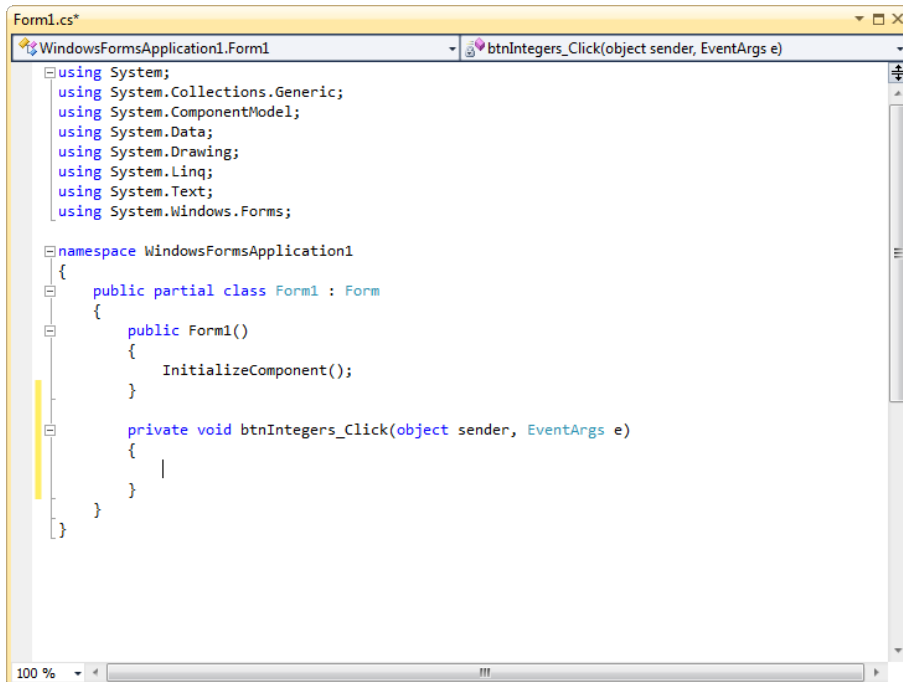 Form1.cs*
WindowsFormsApplication1.Form1
btnIntegers_Click(object sender, EventArgs e)
using System;
using System.Collections.Generic;
using System.ComponentModel;
using System.Data;
using System.Drawing;
using System.Linq;
using System.Text;
using System.Windows.Forms;
namespace WindowsFormsApplication1
{
public partial class Form1 : Form
{
public Form1()
{
InitializeComponent();
}
private void btnIntegers_Click(object sender, EventArgs e)
{
}
}
}
100 %